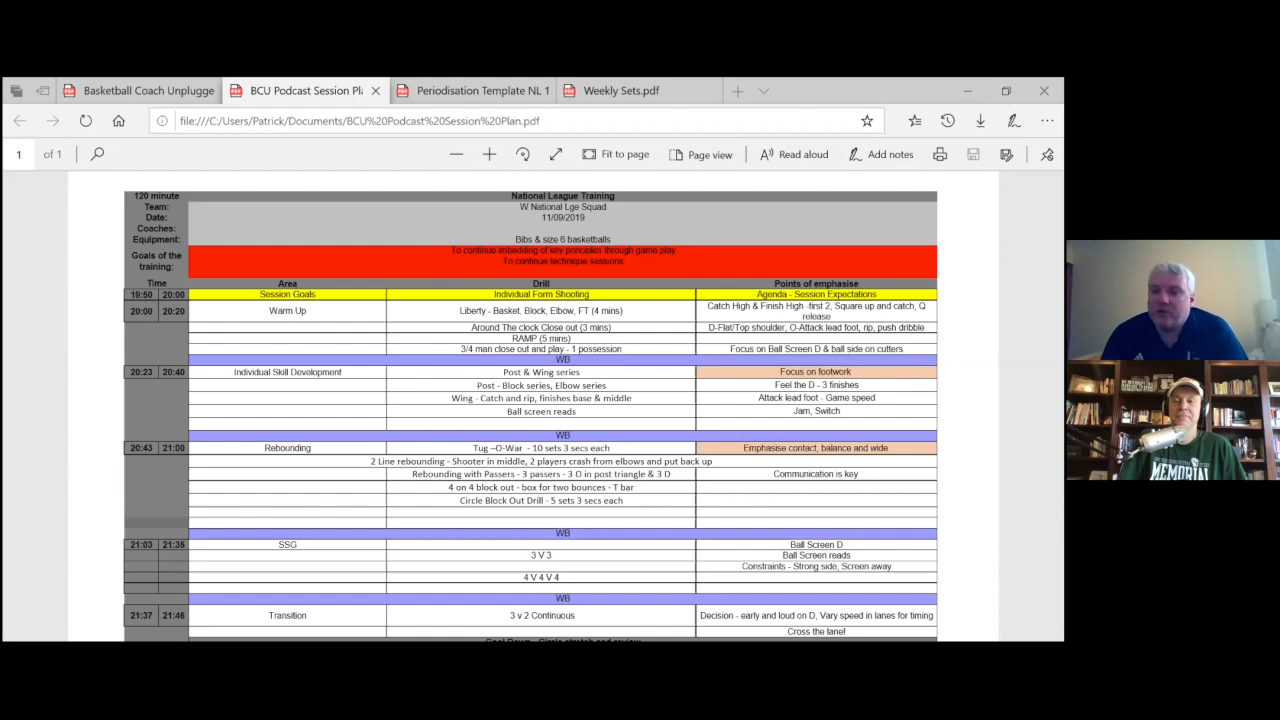 Basketball Coach Unplugge
BCU Podcast Session Pla
Periodisation Template NL 1
Weekly Sets.pdf
file:///C:/Users/Patrick/Documents/BCU%20Podcast%20Session%20Plan.pdf
1 of 1
Fit to page
Page view
Read aloud
Add notes
120 minute National League Training
Team: W National Lge Squad
Date: 11/09/2019
Coaches:
Equipment: Bibs & size 6 basketballs
Goals of the training: To continue imbedding of key principles through game play
To continue technique sessions
Time Area Drill Points of emphasise
19:50 20:00 Session Goals Individual Form Shooting Agenda - Session Expectations
20:00 20:20 Warm Up Liberty - Basket, Block, Elbow, FT (4 mins) Catch High & Finish High -first 2, Square up and catch, Q release
Around The clock Close out (3 mins) D-Flat/Top shoulder, O-Attack lead foot, rip, push dribble
RAMP (5 mins)
3/4 man close out and play - 1 possession Focus on Ball Screen D & ball side on cutters
WB
20:23 20:40 Individual Skill Development Post & Wing series Focus on footwork
Post - Block series, Elbow series Feel the D - 3 finishes
Wing - Catch and rip, finishes base & middle Attack lead foot - Game speed
Ball screen reads Jam, Switch
WB
20:43 21:00 Rebounding Tug –O-War - 10 sets 3 secs each Emphasise contact, balance and wide
2 Line rebounding - Shooter in middle, 2 players crash from elbows and put back up
Rebounding with Passers - 3 passers - 3 O in post triangle & 3 D Communication is key
4 on 4 block out - box for two bounces - T bar
Circle Block Out Drill - 5 sets 3 secs each
WB
21:03 21:35 SSG Ball Screen D
3 V 3 Ball Screen reads
Constraints - Strong side, Screen away
4 V 4 V 4
WB
21:37 21:46 Transition 3 v 2 Continuous Decision - early and loud on D, Vary speed in lanes for timing
Cross the lane!
MEMORIAL